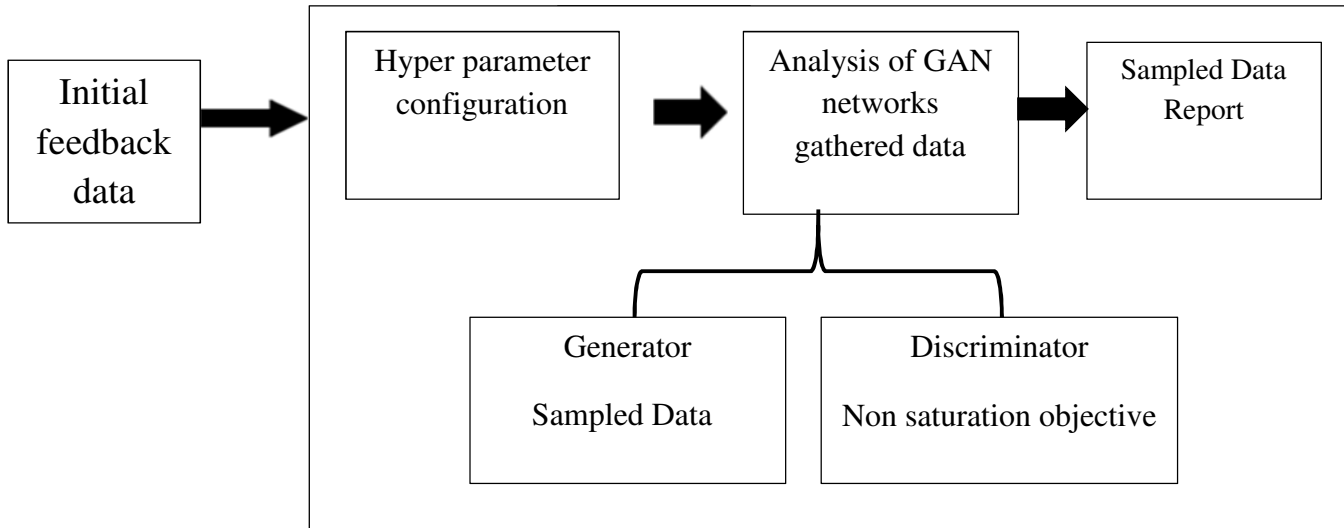 Initial
feedback
data
Hyper parameter
configuration
Analysis of GAN
networks
gathered data
Sampled Data
Report
Generator
Sampled Data
Discriminator
Non saturation objective